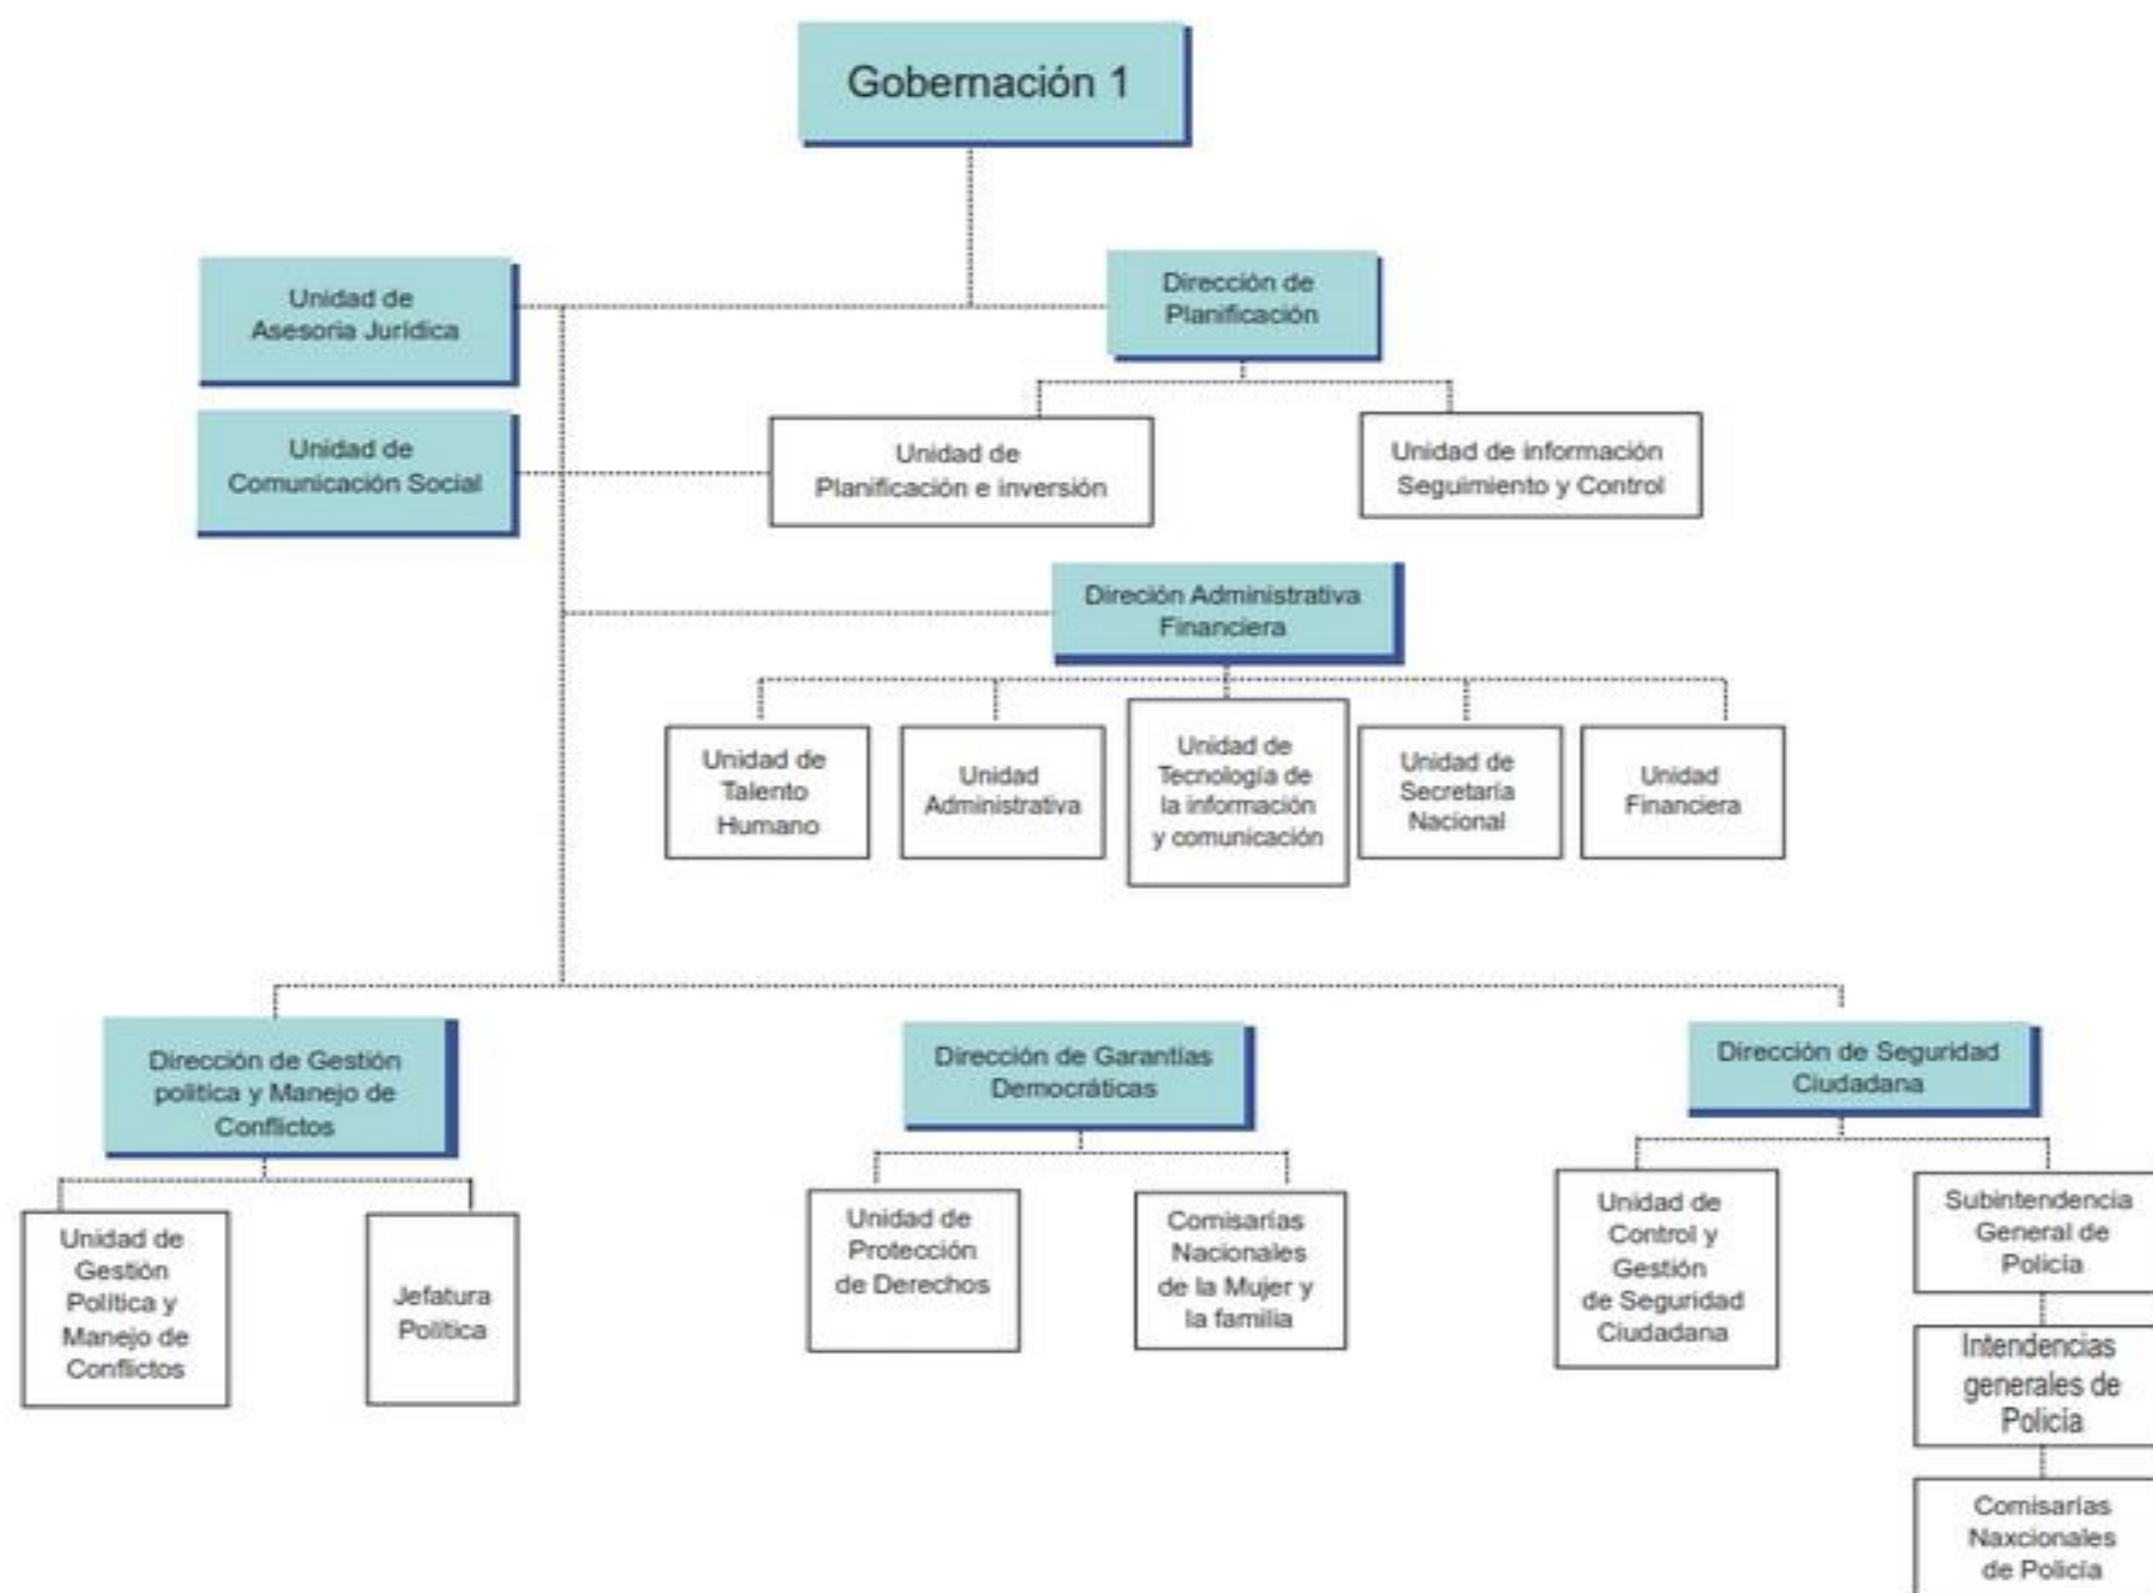 Gobernación 1
Unidad de
Asesoria Jurídica
Dirección de
Planificación
Unidad de
Comunicación Social
Unidad de
Planificación e inversión
Unidad de información
Seguimiento y Control
Direción Administrativa
Financiera
Unidad de
Talento
Humano
Unidad
Administrativa
Unidad de
Tecnología de
la información
y comunicación
Unidad de
Secretaría
Nacional
Unidad
Financiera
Dirección de Gestión
política y Manejo de
Conflictos
Dirección de Garantías
Democráticas
Dirección de Seguridad
Ciudadana
Unidad de
Gestión
Política y
Manejo de
Conflictos
Jefatura
Política
Unidad de
Protección
de Derechos
Comisarías
Nacionales
de la Mujer y
la familia
Unidad de
Control y
Gestión
de Seguridad
Ciudadana
Subintendencia
General de
Policía
Intendencias
generales de
Policia
Comisarías
Naxcionales
de Policía